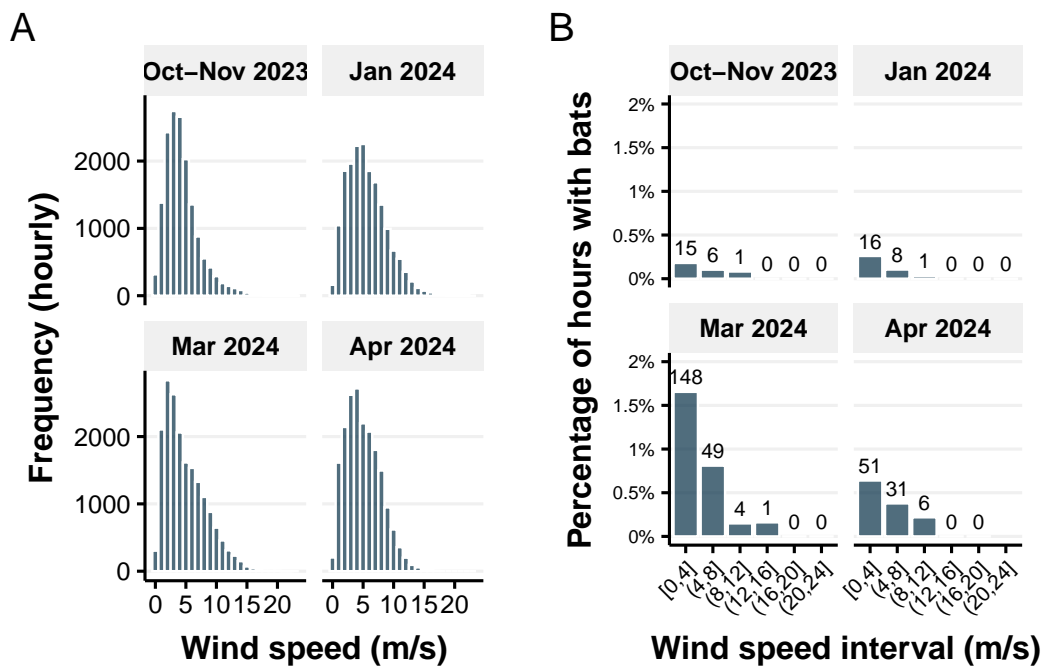 A
Oct–Nov 2023
Jan 2024
Mar 2024
Apr 2024
Frequency (hourly)
2000
1000
0
2000
1000
0
0 5 10 15 20
0 5 10 15 20
Wind speed (m/s)
B
Oct–Nov 2023
Jan 2024
Percentage of hours with bats
2%
1.5%
1%
0.5%
0%
15 6 1 0 0 0
16 8 1 0 0 0
Mar 2024
Apr 2024
2%
1.5%
1%
0.5%
0%
148 49 4 1 0 0
51 31 6 0 0
[0,4] (4,8] (8,12] (12,16] (16,20] (20,24]
[0,4] (4,8] (8,12] (12,16] (16,20] (20,24]
Wind speed interval (m/s)